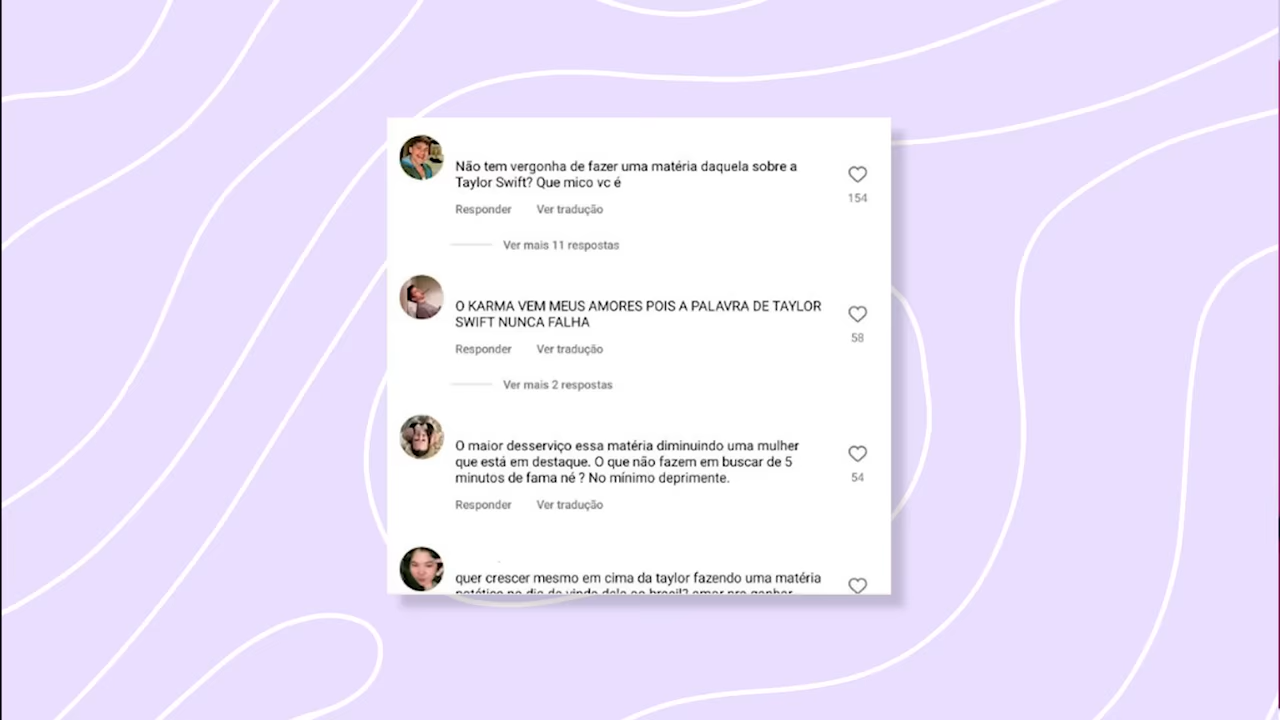 Não tem vergonha de fazer uma matéria daquela sobre a
Taylor Swift? Que mico vc é
154
Responder Ver tradução
Ver mais 11 respostas
O KARMA VEM MEUS AMORES POIS A PALAVRA DE TAYLOR
SWIFT NUNCA FALHA
58
Responder Ver tradução
Ver mais 2 respostas
O maior desserviço essa matéria diminuindo uma mulher
que está em destaque. O que não fazem em buscar de 5
minutos de fama né ? No mínimo deprimente.
54
Responder Ver tradução
quer crescer mesmo em cima da taylor fazendo uma matéria